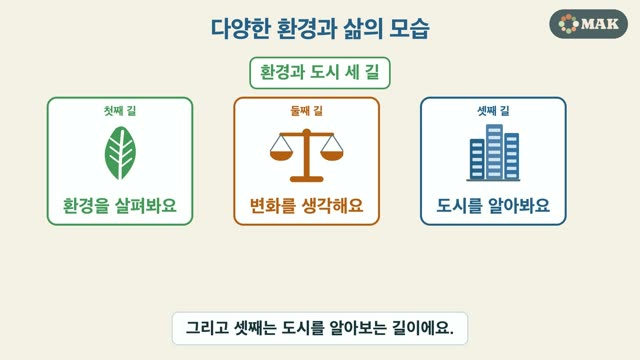 다양한 환경과 삶의 모습
MAK
환경과 도시 세 길
첫째 길
환경을 살펴봐요
둘째 길
변화를 생각해요
셋째 길
도시를 알아봐요
그리고 셋째는 도시를 알아보는 길이에요.